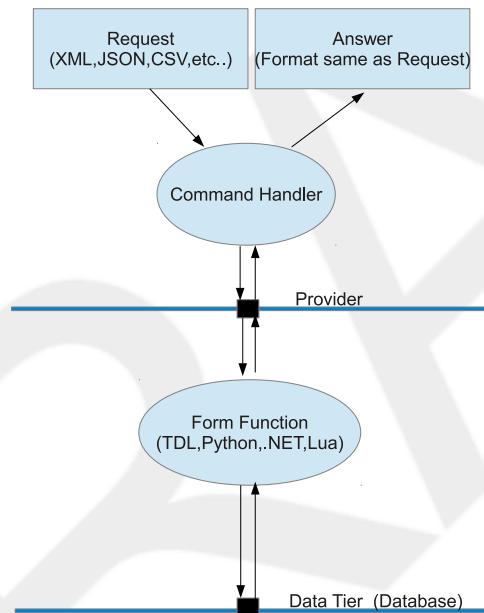 Request
(XML,JSON,CSV,etc..)
Answer
(Format same as Request)
Command Handler
Provider
Form Function
(TDL,Python,.NET,Lua)
Data Tier (Database)